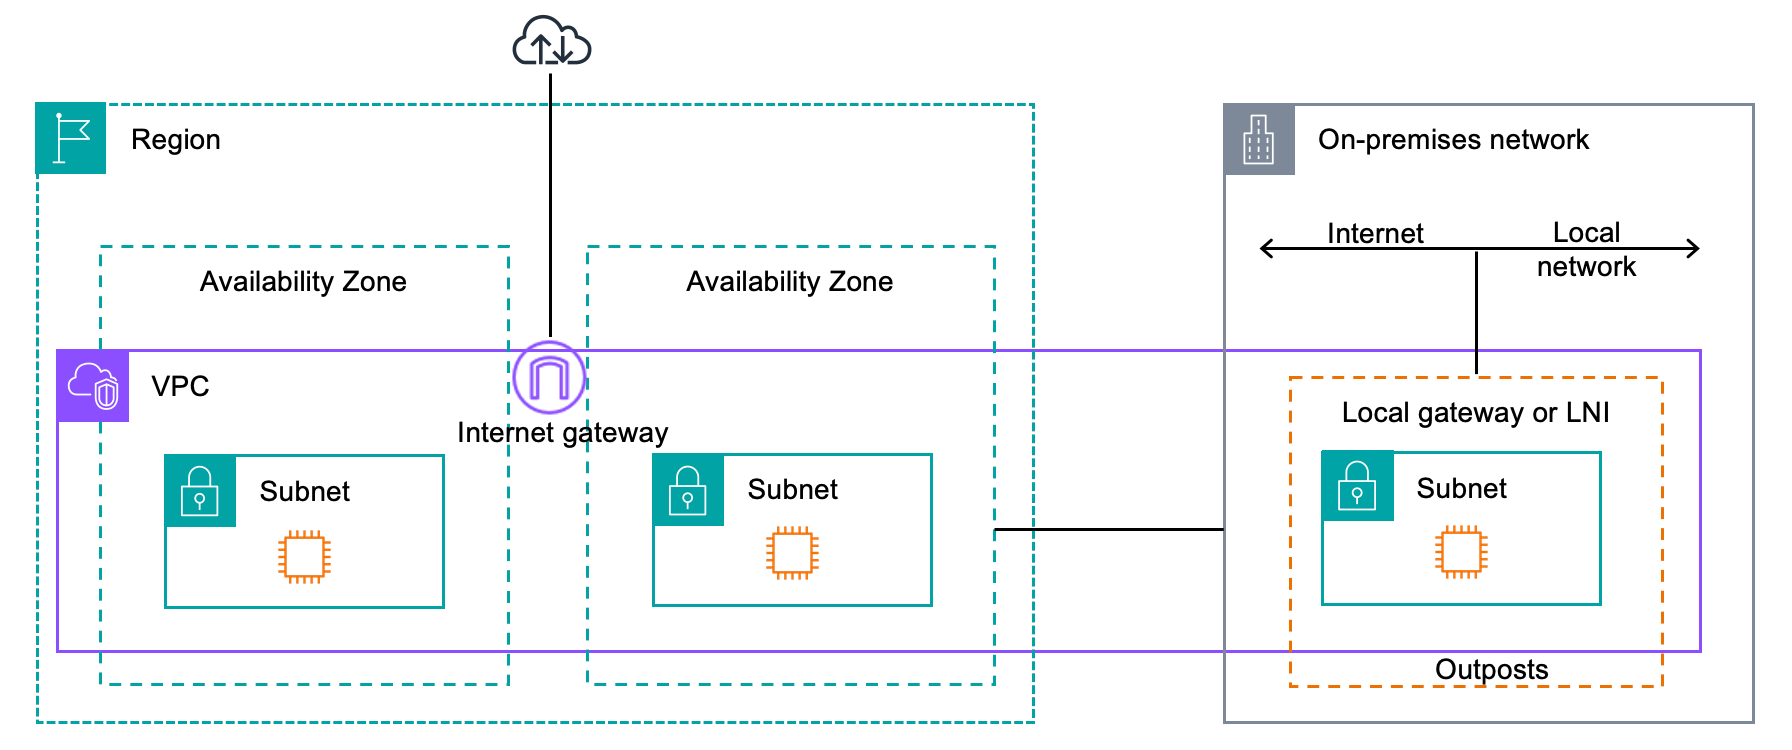 Region
On-premises network
Internet
Local
network
Availability Zone
Availability Zone
VPC
Internet gateway
Local gateway or LNI
Subnet
Subnet
Subnet
Outposts